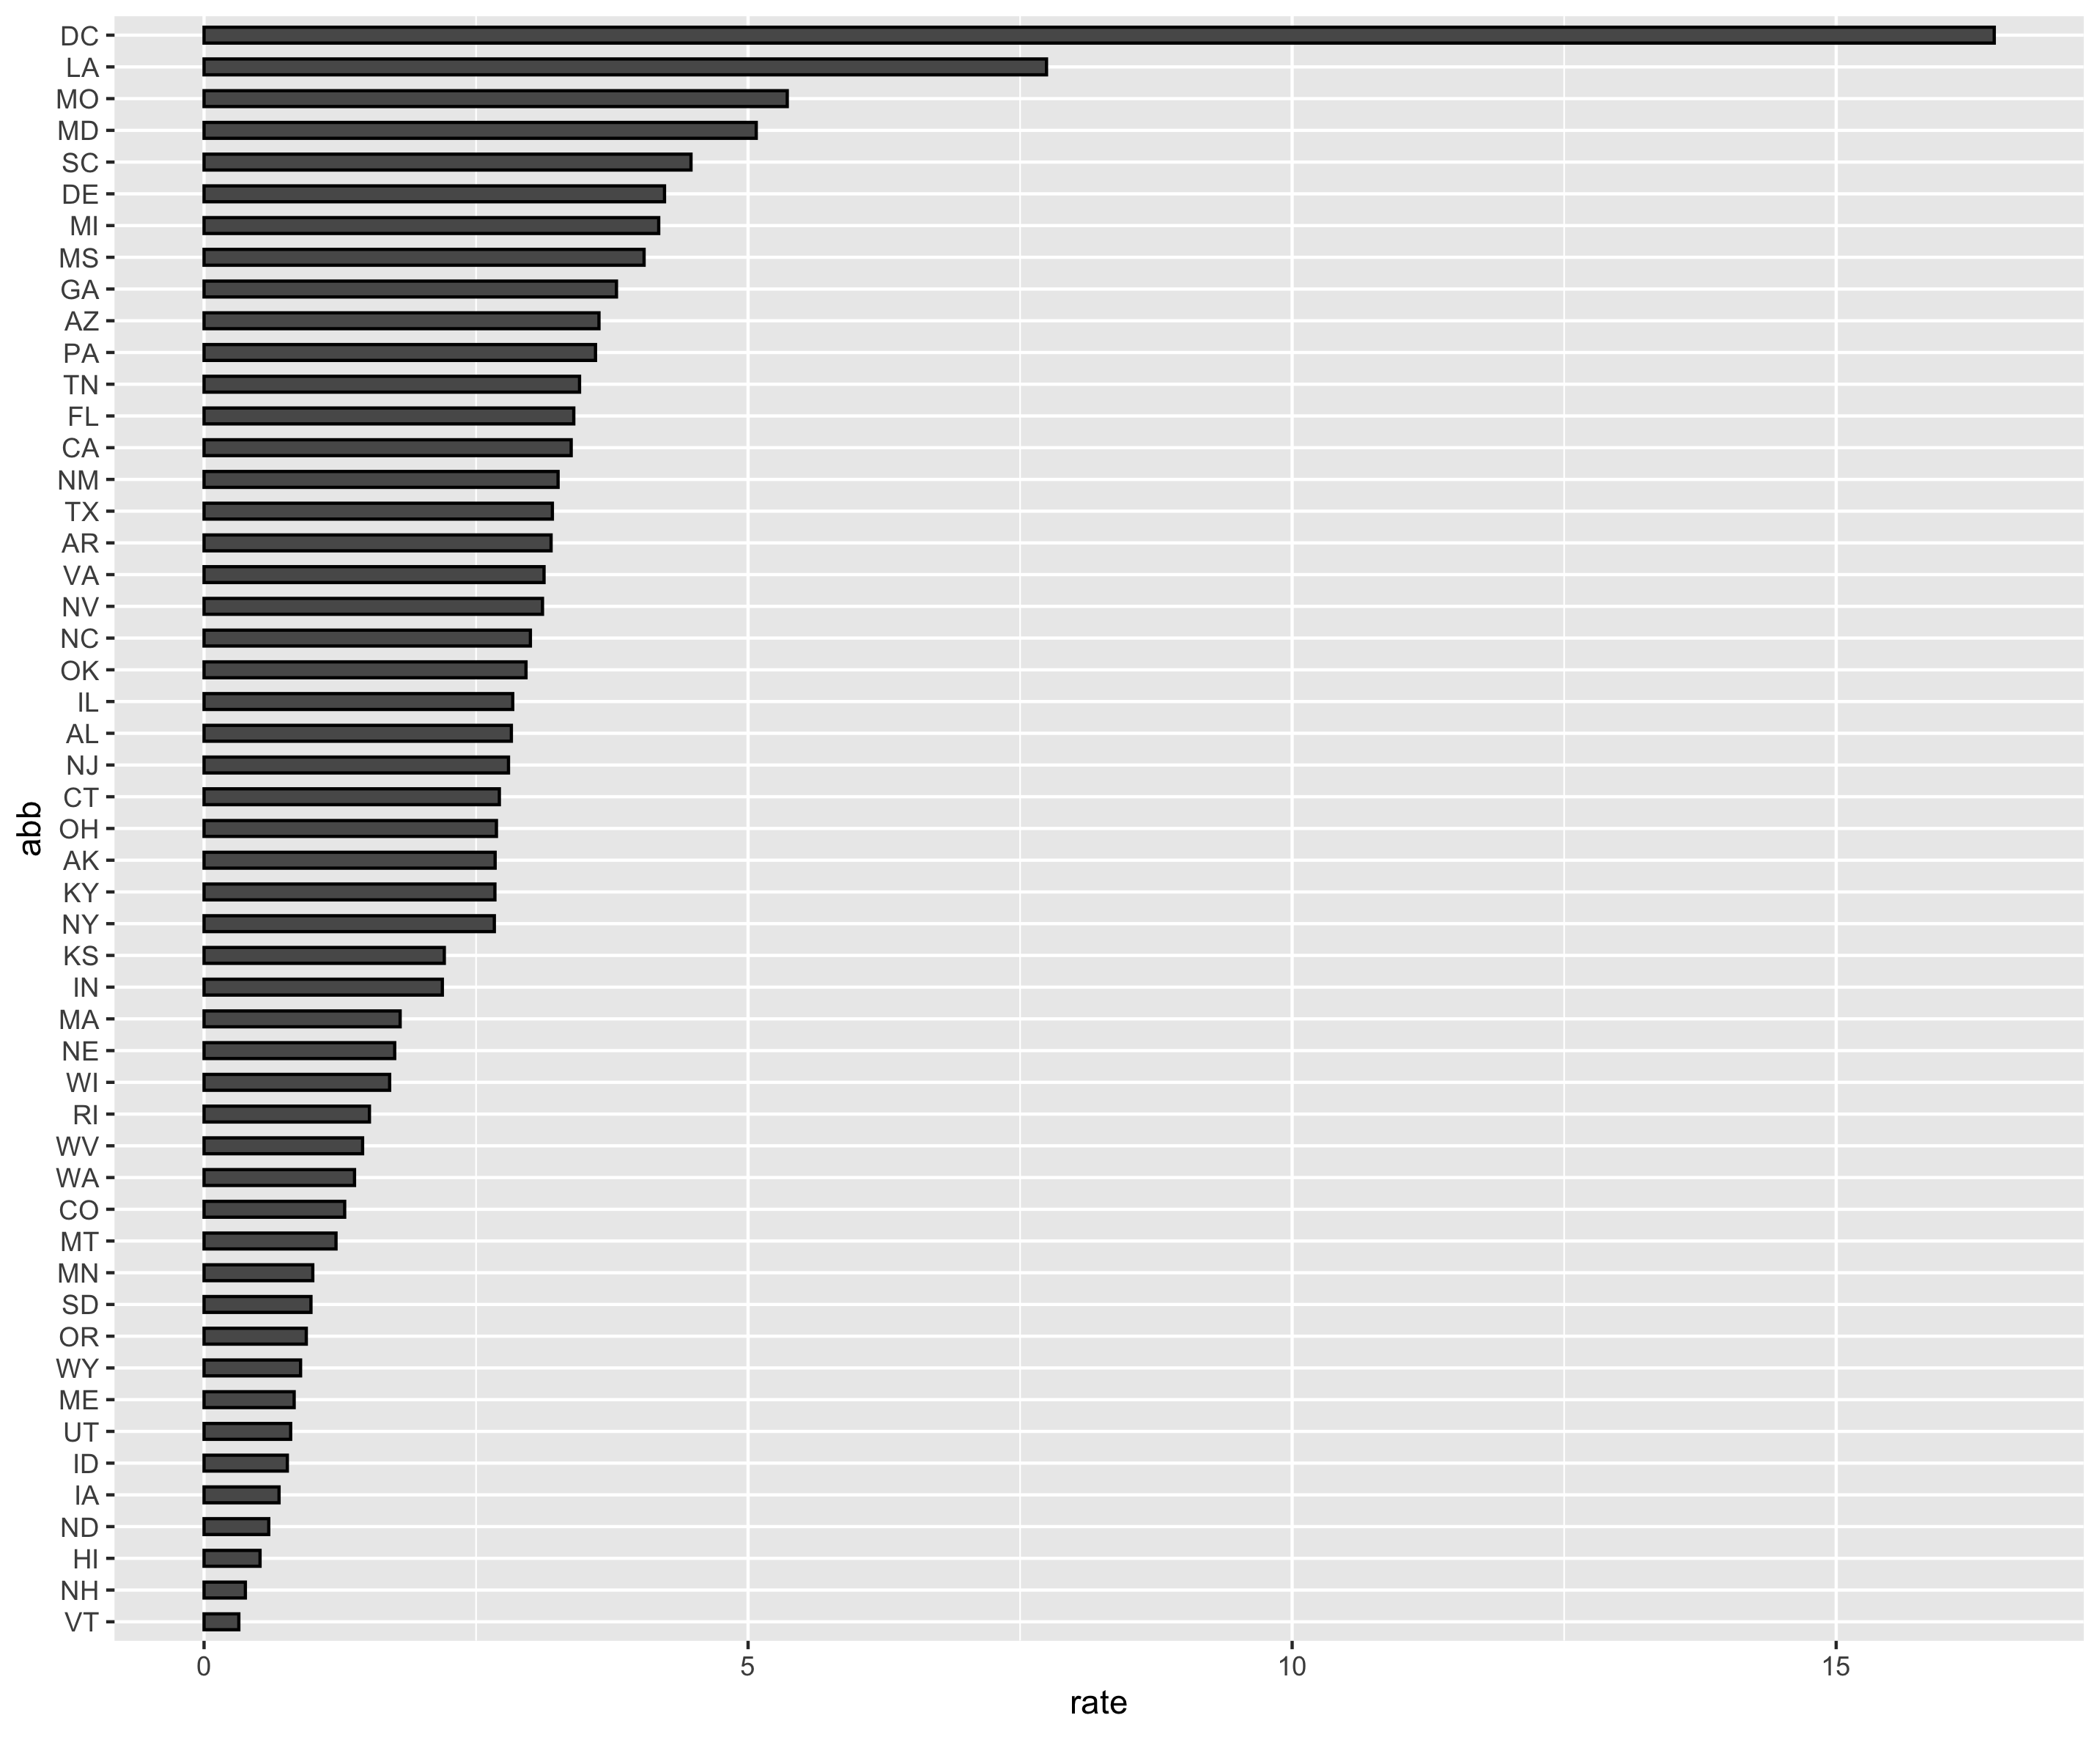 DC
LA
MO
MD
SC
DE
MI
MS
GA
AZ
PA
TN
FL
CA
NM
TX
AR
VA
NV
NC
OK
IL
AL
NJ
CT
OH
AK
KY
NY
KS
IN
MA
NE
WI
RI
WV
WA
CO
MT
MN
SD
OR
WY
ME
UT
ID
IA
ND
HI
NH
VT
abb
0 5 10 15
rate